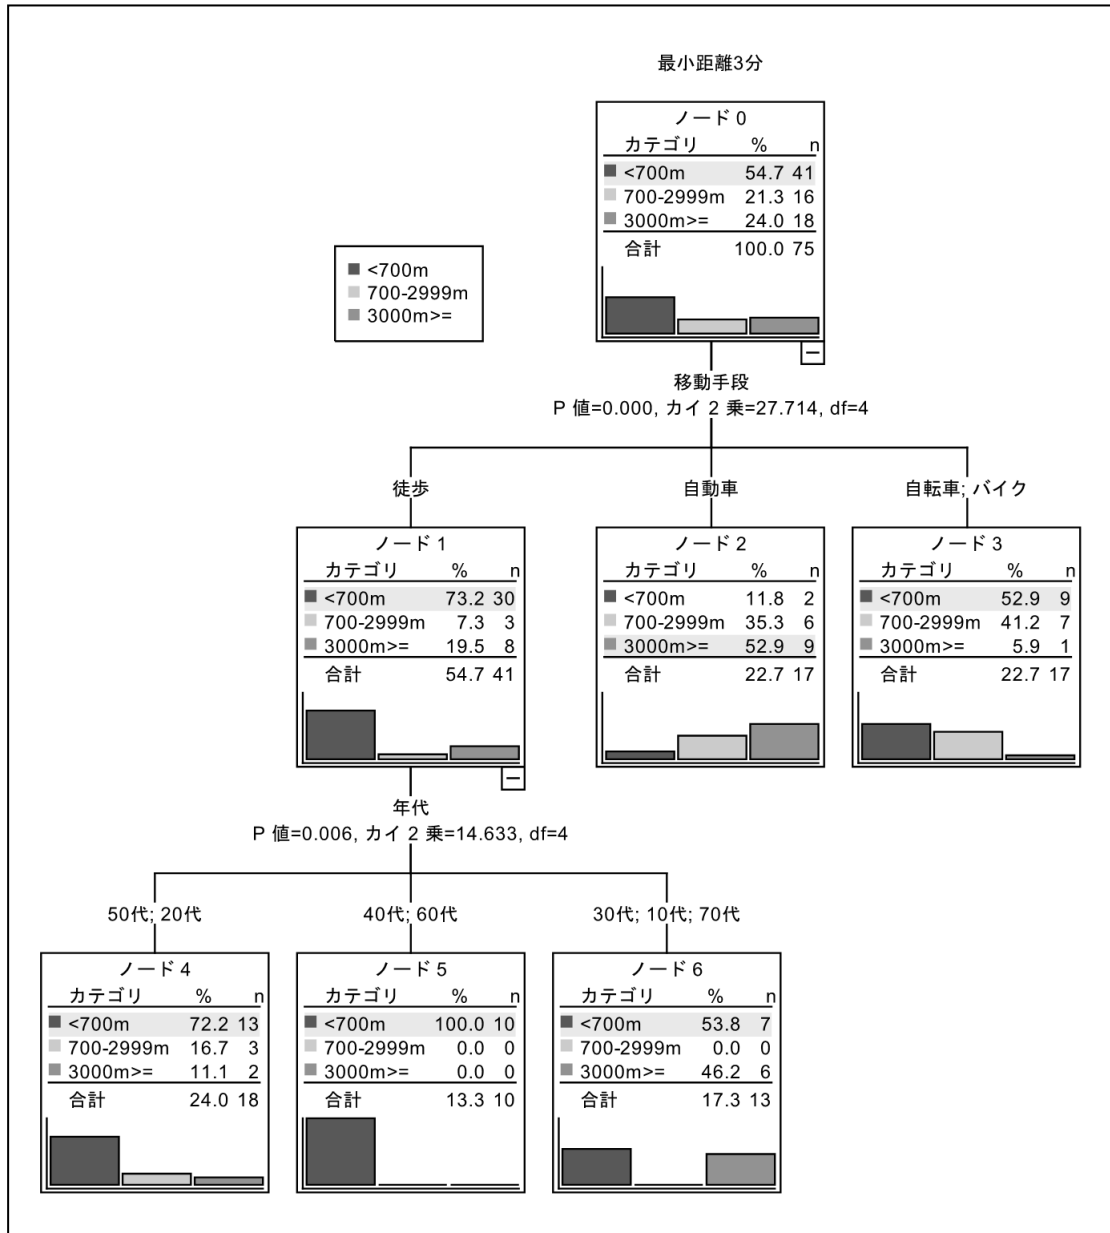 最小距離3分
ノード 0
カテゴリ % n
<700m 54.7 41
700-2999m 21.3 16
3000m>= 24.0 18
合計 100.0 75
<700m
700-2999m
3000m>=
移動手段
P 値=0.000, カイ 2 乗=27.714, df=4
徒歩
自動車
自転車; バイク
ノード 1
カテゴリ % n
<700m 73.2 30
700-2999m 7.3 3
3000m>= 19.5 8
合計 54.7 41
ノード 2
カテゴリ % n
<700m 11.8 2
700-2999m 35.3 6
3000m>= 52.9 9
合計 22.7 17
ノード 3
カテゴリ % n
<700m 52.9 9
700-2999m 41.2 7
3000m>= 5.9 1
合計 22.7 17
年代
P 値=0.006, カイ 2 乗=14.633, df=4
50代; 20代
40代; 60代
30代; 10代; 70代
ノード 4
カテゴリ % n
<700m 72.2 13
700-2999m 16.7 3
3000m>= 11.1 2
合計 24.0 18
ノード 5
カテゴリ % n
<700m 100.0 10
700-2999m 0.0 0
3000m>= 0.0 0
合計 13.3 10
ノード 6
カテゴリ % n
<700m 53.8 7
700-2999m 0.0 0
3000m>= 46.2 6
合計 17.3 13